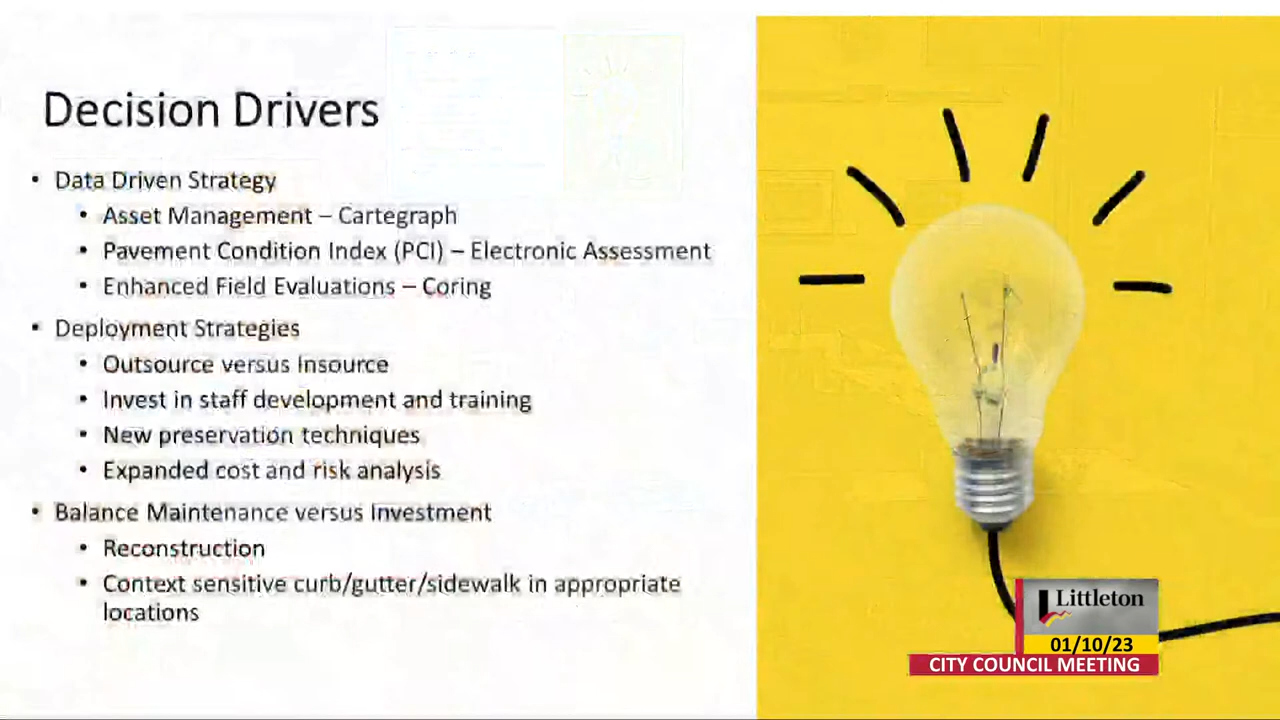 Decision Drivers
• Data Driven Strategy
• Asset Management – Cartegraph
• Pavement Condition Index (PCI) – Electronic Assessment
• Enhanced Field Evaluations – Coring
• Deployment Strategies
• Outsource versus Insource
• Invest in staff development and training
• New preservation techniques
• Expanded cost and risk analysis
• Balance Maintenance versus Investment
• Reconstruction
• Context sensitive curb/gutter/sidewalk in appropriate
locations
Littleton
01/10/23
CITY COUNCIL MEETING